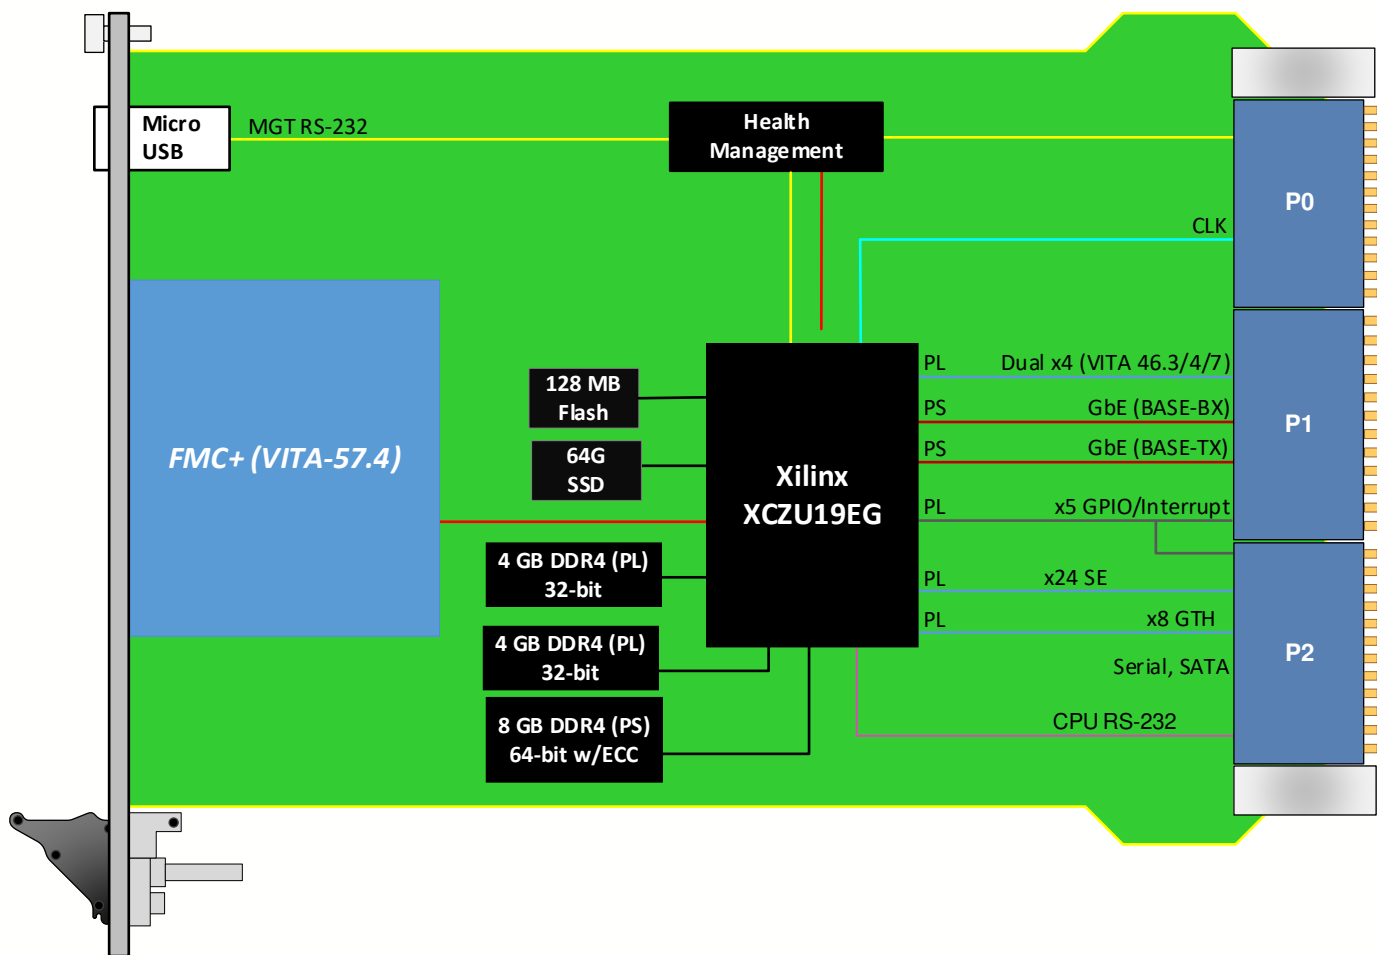 Micro
USB
MGT RS-232
Health
Management
P0
CLK
FMC+ (VITA-57.4)
128 MB
Flash
64G
SSD
4 GB DDR4 (PL)
32-bit
4 GB DDR4 (PL)
32-bit
8 GB DDR4 (PS)
64-bit w/ECC
Xilinx
XCZU19EG
PL Dual x4 (VITA 46.3/4/7)
PS GbE (BASE-BX)
PS GbE (BASE-TX)
PL x5 GPIO/Interrupt
P1
PL x24 SE
PL x8 GTH
Serial, SATA
CPU RS-232
P2